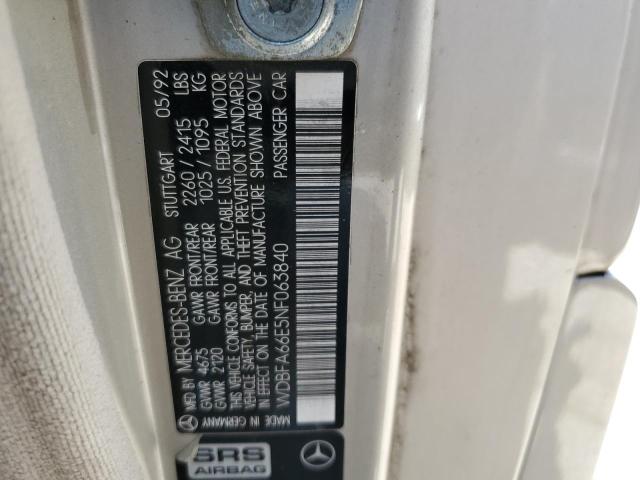 MFD. BY MERCEDES-BENZ AG STUTTGART 05/92
GVWR 4675 GAWR FRONT/REAR 2260/2415 LBS
GVWR 2120 GAWR FRONT/REAR 1025/1095 KG
THIS VEHICLE CONFORMS TO ALL APPLICABLE U.S. FEDERAL MOTOR
VEHICLE SAFETY, BUMPER, AND THEFT PREVENTION STANDARDS
IN EFFECT ON THE DATE OF MANUFACTURE SHOWN ABOVE
WDBFA66E5NF063840 PASSENGER CAR
MADE IN GERMANY
SRS
AIRBAG